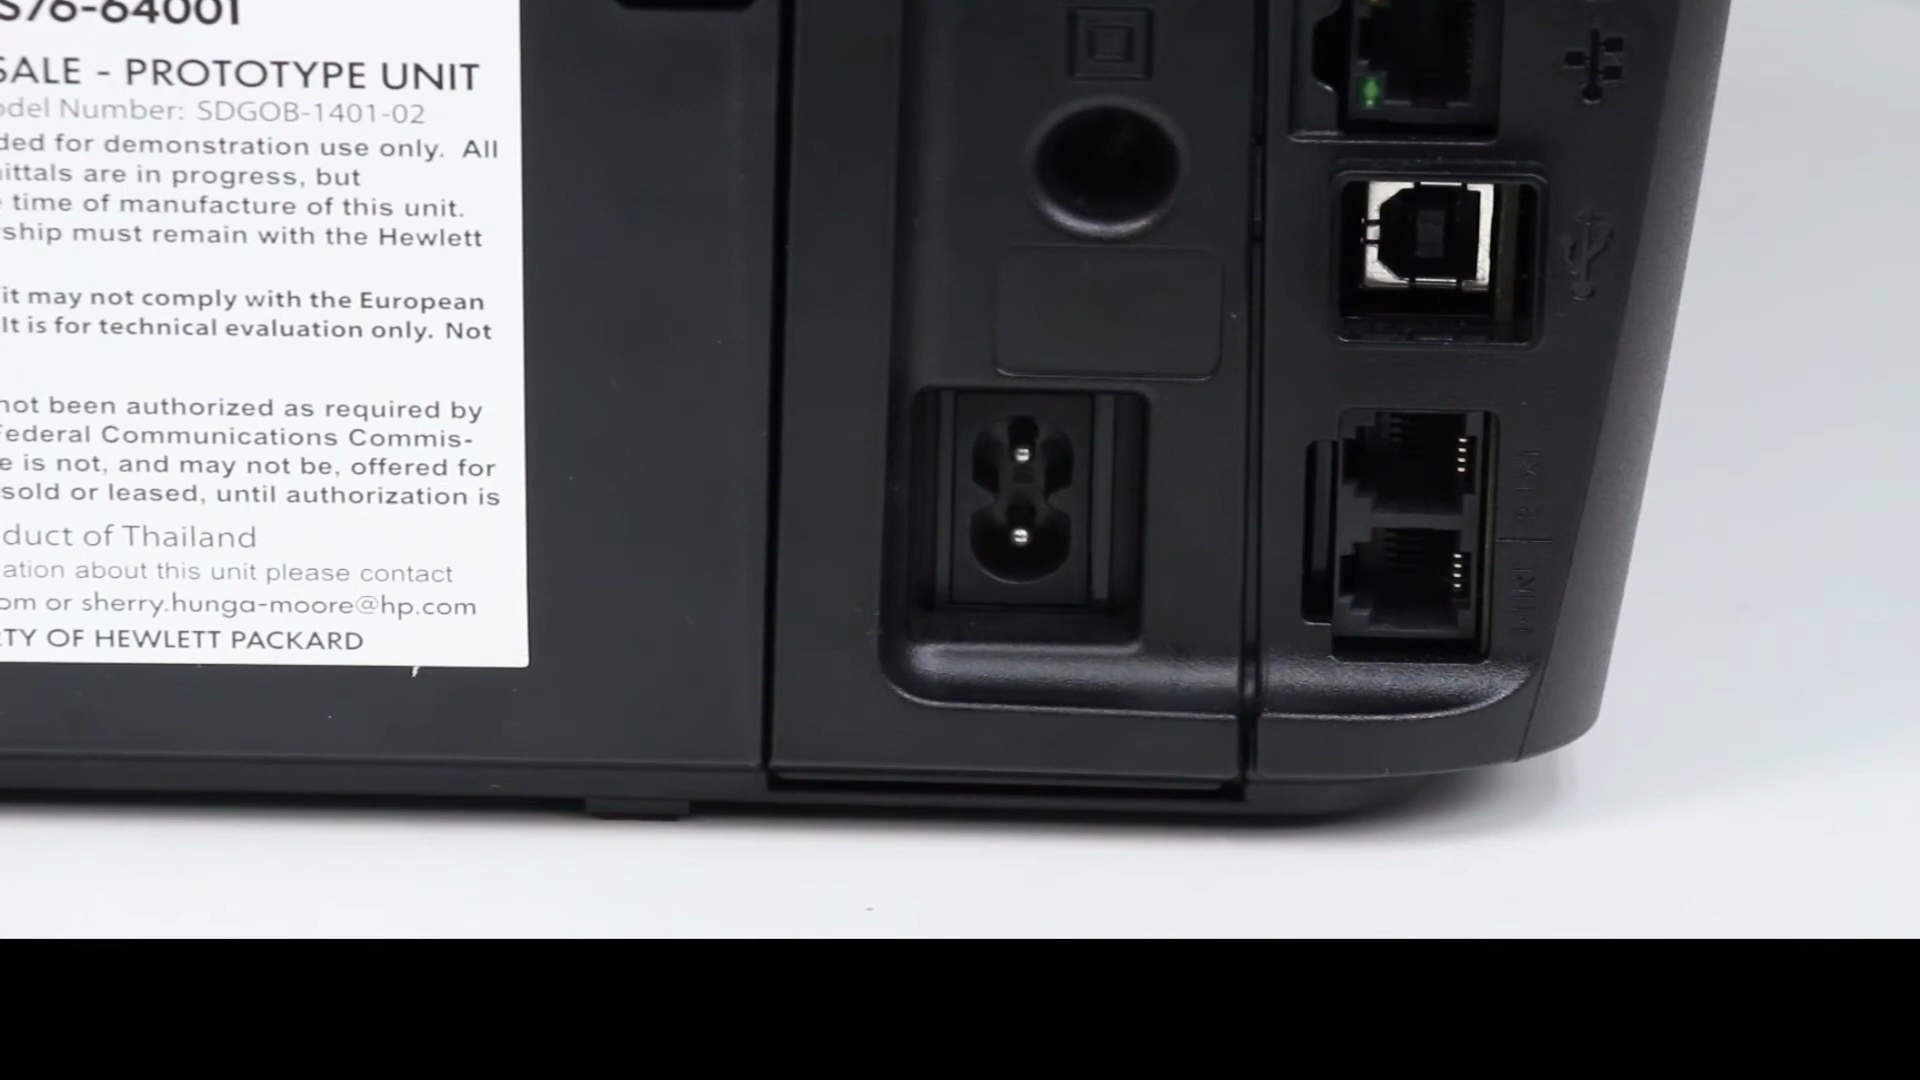 S76-64001
SALE - PROTOTYPE UNIT
odel Number: SDGOB-1401-02
ded for demonstration use only. All
ittals are in progress, but
time of manufacture of this unit.
ship must remain with the Hewlett
it may not comply with the European
It is for technical evaluation only. Not
not been authorized as required by
Federal Communications Commis-
e is not, and may not be, offered for
sold or leased, until authorization is
duct of Thailand
ation about this unit please contact
om or sherry.hunga-moore@hp.com
RTY OF HEWLETT PACKARD